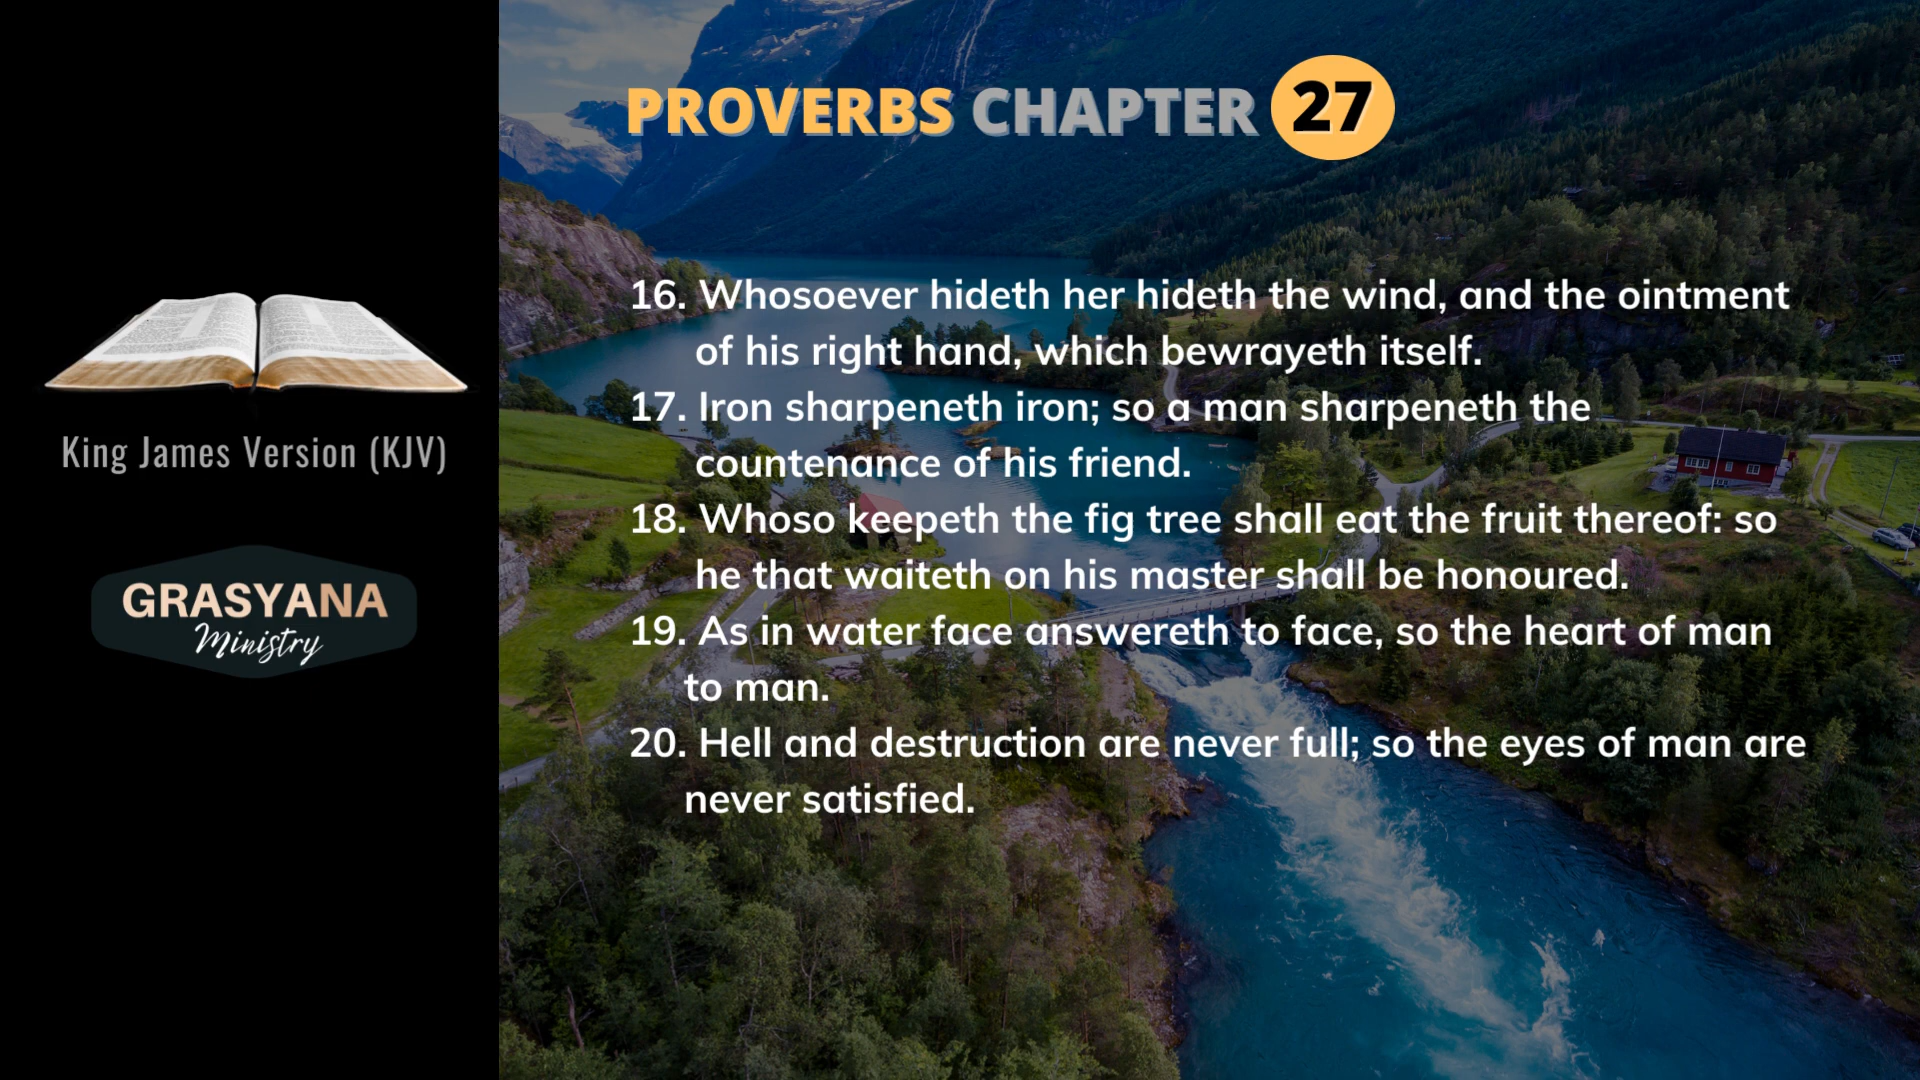 PROVERBS CHAPTER 27
16. Whosoever hideth her hideth the wind, and the ointment
of his right hand, which bewrayeth itself.
17. Iron sharpeneth iron; so a man sharpeneth the
countenance of his friend.
18. Whoso keepeth the fig tree shall eat the fruit thereof: so
he that waiteth on his master shall be honoured.
19. As in water face answereth to face, so the heart of man
to man.
20. Hell and destruction are never full; so the eyes of man are
never satisfied.
King James Version (KJV)
GRASYANA
Ministry